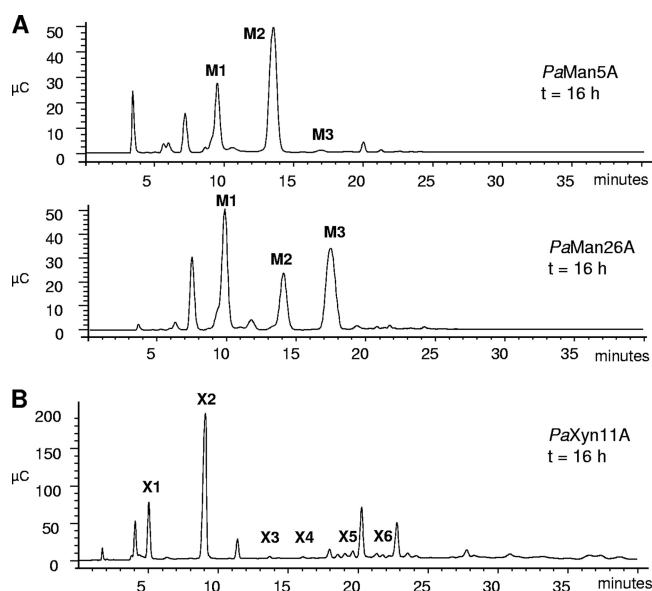 A
50
40
30
20
10
0
µC
M1
M2
M3
PaMan5A
t = 16 h
5
10
15
20
25
30
35
minutes
50
40
30
20
10
0
µC
M1
M2
M3
PaMan26A
t = 16 h
5
10
15
20
25
30
35
minutes
B
200
150
100
50
0
µC
X1
X2
X3
X4
X5
X6
PaXyn11A
t = 16 h
5
10
15
20
25
30
35
minutes